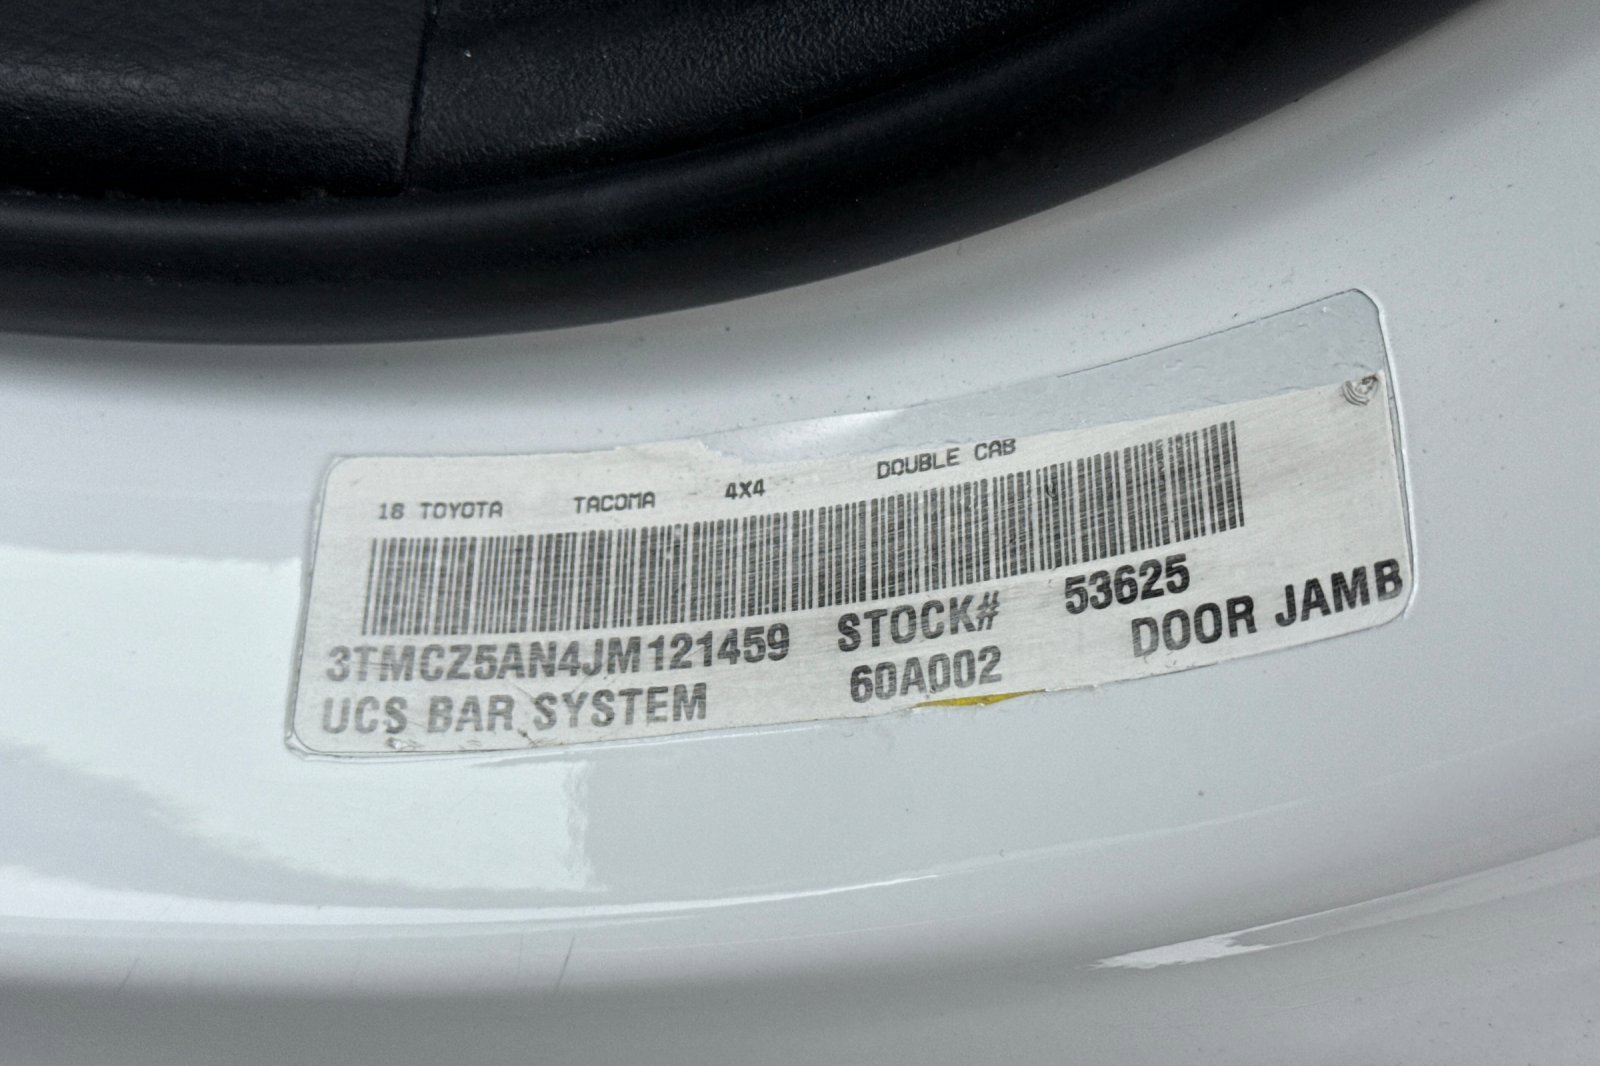 18 TOYOTA TACOMA 4X4 DOUBLE CAB
3TMCZ5AN4JM121459 STOCK# 53625
UCS BAR SYSTEM 60A002 DOOR JAMB